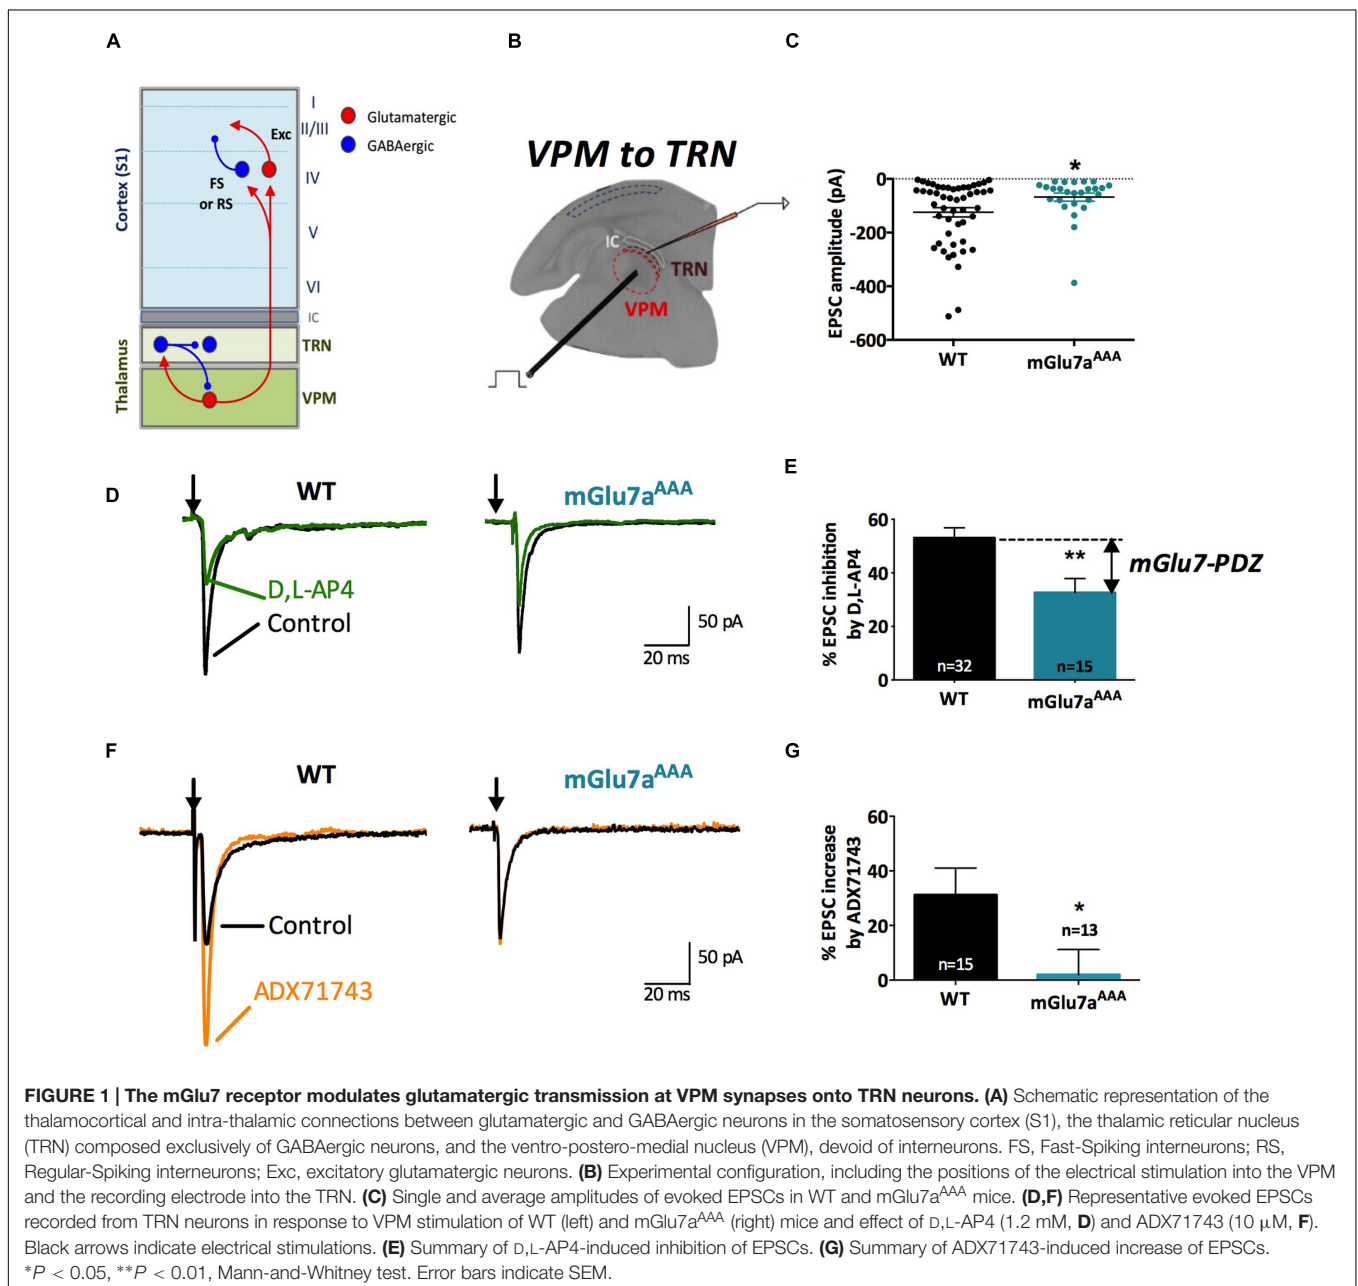 A
B
C
I
II/III
IV
V
VI
IC
TRN
VPM
Cortex (S1)
Thalamus
Exc
FS
or RS
Glutamatergic
GABAergic
VPM to TRN
IC
TRN
VPM
EPSC amplitude (pA)
0
-200
-400
-600
*
WT
mGlu7aAAA
D
WT
mGlu7aAAA
D,L-AP4
Control
50 pA
20 ms
E
% EPSC inhibition
by D,L-AP4
60
40
20
0
**
mGlu7-PDZ
n=32
n=15
WT
mGlu7aAAA
F
WT
mGlu7aAAA
Control
ADX71743
50 pA
20 ms
G
% EPSC increase
by ADX71743
60
40
20
0
*
n=13
n=15
WT
mGlu7aAAA
FIGURE 1 | The mGlu7 receptor modulates glutamatergic transmission at VPM synapses onto TRN neurons. (A) Schematic representation of the
thalamocortical and intra-thalamic connections between glutamatergic and GABAergic neurons in the somatosensory cortex (S1), the thalamic reticular nucleus
(TRN) composed exclusively of GABAergic neurons, and the ventro-postero-medial nucleus (VPM), devoid of interneurons. FS, Fast-Spiking interneurons; RS,
Regular-Spiking interneurons; Exc, excitatory glutamatergic neurons. (B) Experimental configuration, including the positions of the electrical stimulation into the VPM
and the recording electrode into the TRN. (C) Single and average amplitudes of evoked EPSCs in WT and mGlu7aAAA mice. (D,F) Representative evoked EPSCs
recorded from TRN neurons in response to VPM stimulation of WT (left) and mGlu7aAAA (right) mice and effect of D,L-AP4 (1.2 mM, D) and ADX71743 (10 μM, F).
Black arrows indicate electrical stimulations. (E) Summary of D,L-AP4-induced inhibition of EPSCs. (G) Summary of ADX71743-induced increase of EPSCs.
*P < 0.05, **P < 0.01, Mann-and-Whitney test. Error bars indicate SEM.